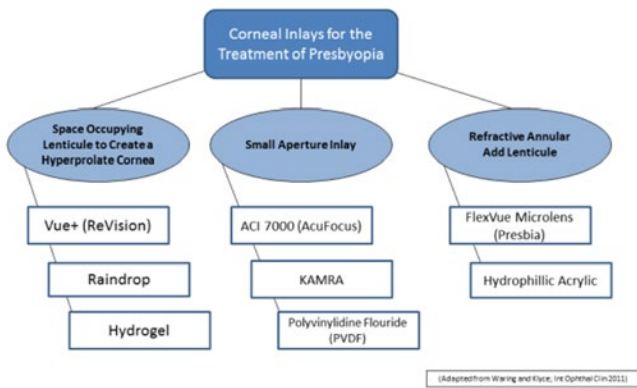 Corneal Inlays for the
Treatment of Presbyopia
Space Occupying
Lenticule to Create a
Hyperprolate Cornea
Small Aperture Inlay
Refractive Annular
Add Lenticule
Vue+ (ReVision)
ACI 7000 (AcuFocus)
FlexVue Microlens
(Presbia)
Raindrop
KAMRA
Hydrophillic Acrylic
Hydrogel
Polyvinylidine Flouride
(PVDF)
(Adapted from Waring and Klyce; Int Ophthal Clin 2011)